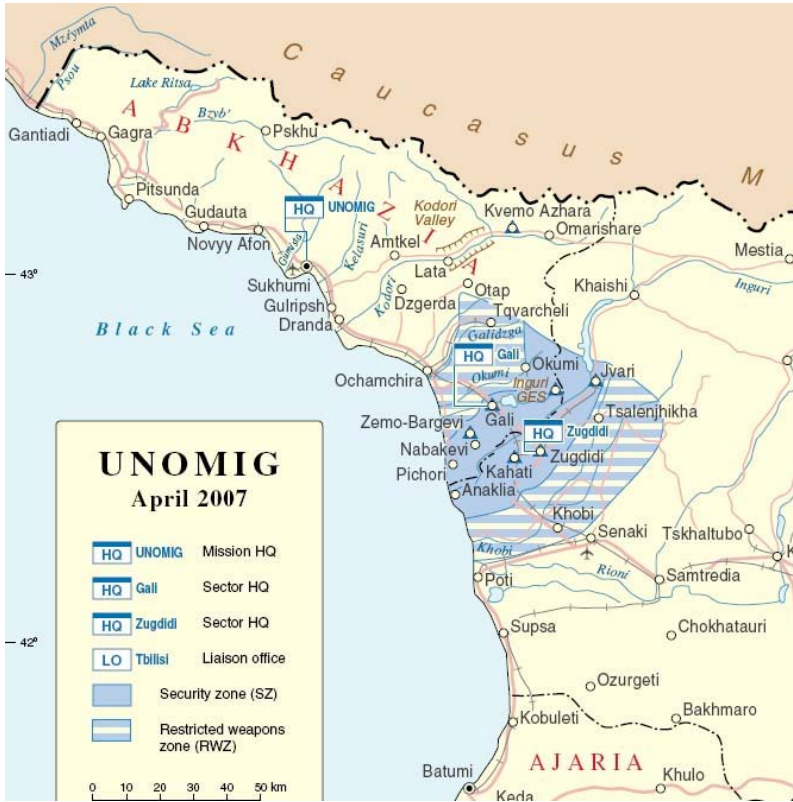 Mzeymta
Psou
Lake Ritsa
Bzyb'
Caucasus M
ABKHAZIA
Gantiadi
Gagra
Pskhu
Pitsunda
Gudauta
Novyy Afon
HQ UNOMIG
Gumista
Kelasuri
Kodori Valley
Kvemo Azhara
Omarishare
Amtkel
Lata
Mestia
43°
Sukhumi
Kodori
Dzgerda
Otap
Khaishi
Inguri
Gulripsh
Dranda
Tqvarcheli
Black Sea
Galidzga
HQ Gali
Okumi
Okumi
Jvari
Ochamchira
Inguri GES
Gali
Tsalenjhikha
Zemo-Bargevi
HQ Zugdidi
Nabakevi
Zugdidi
Pichori
Kahati
Anaklia
Khobi
Senaki
Tskhaltubo
K
Khobi
Rioni
Poti
Samtredia
42°
Supsa
Chokhatauri
Ozurgeti
Bakhmaro
Kobuleti
AJARIA
Batumi
Khulo
Keda
UNOMIG
April 2007
HQ UNOMIG Mission HQ
HQ Gali Sector HQ
HQ Zugdidi Sector HQ
LO Tbilisi Liaison office
Security zone (SZ)
Restricted weapons
zone (RWZ)
0 10 20 30 40 50 km